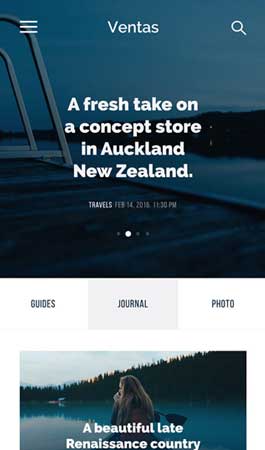 Ventas
A fresh take on
a concept store
in Auckland
New Zealand.
TRAVELS FEB 14, 2016. 11:30 PM
GUIDES JOURNAL PHOTO
A beautiful late
Renaissance country